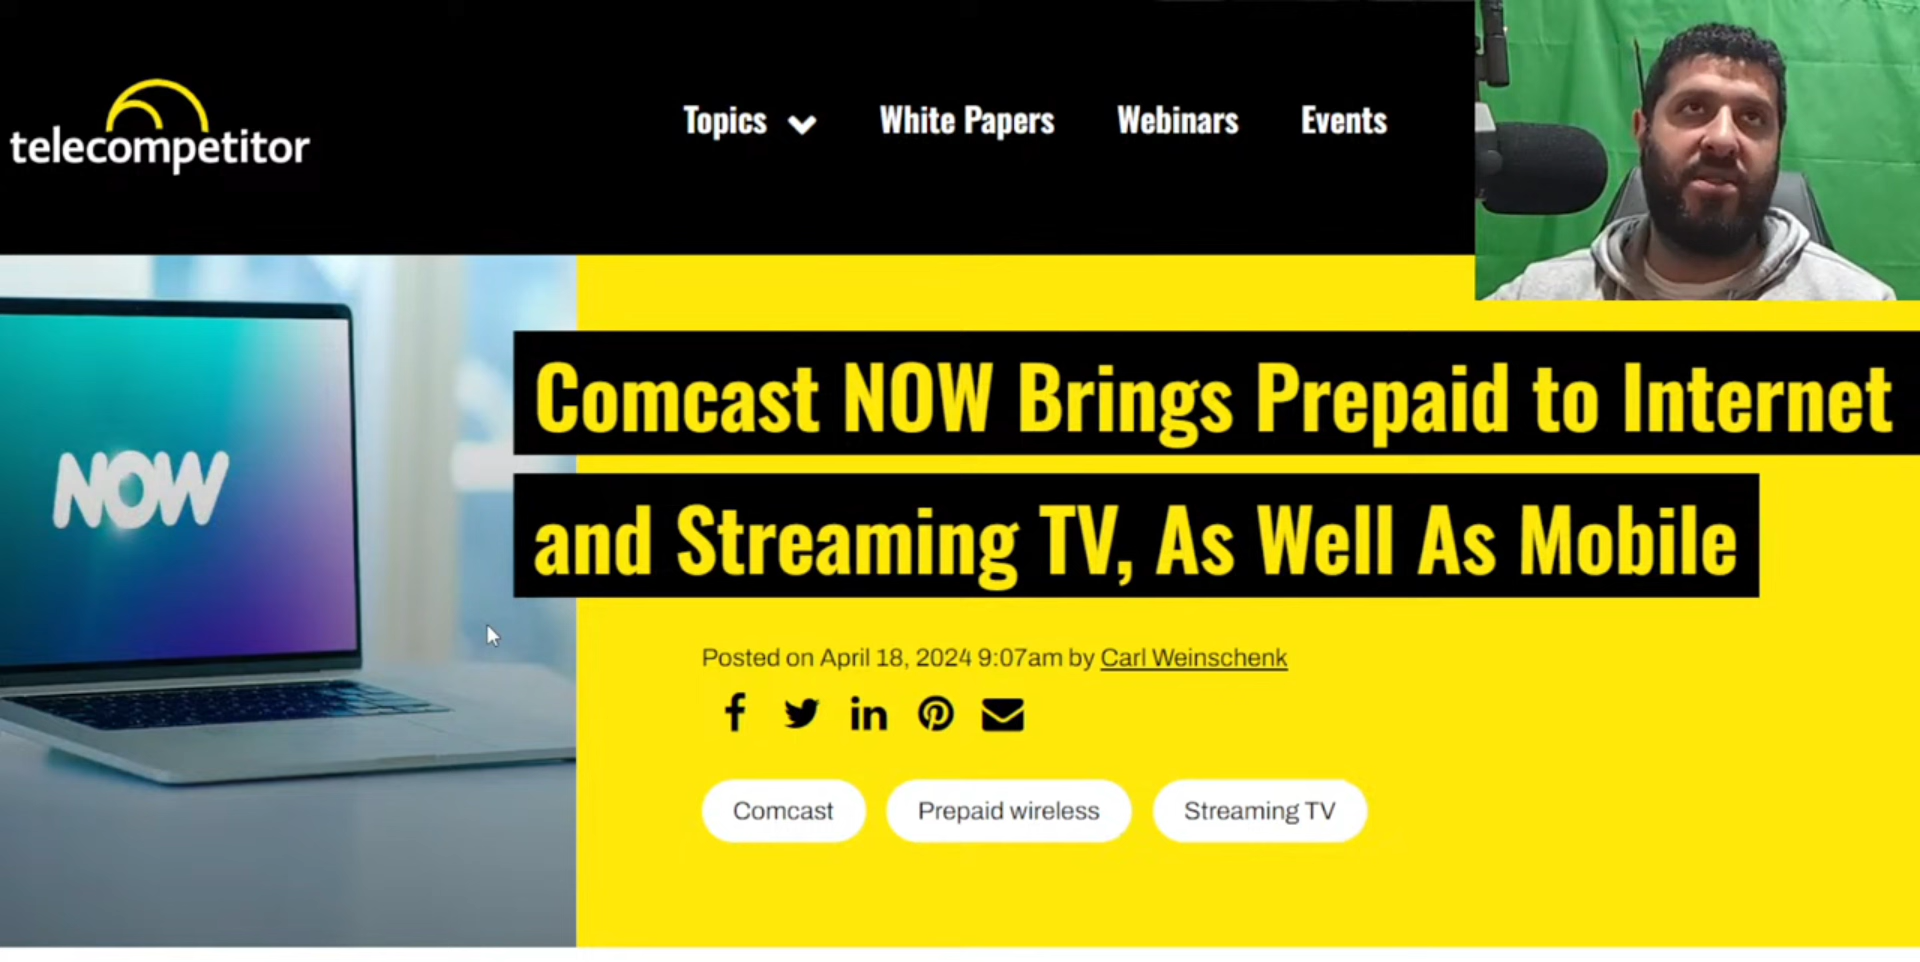 telecompetitor
Topics White Papers Webinars Events
NOW
Comcast NOW Brings Prepaid to Internet
and Streaming TV, As Well As Mobile
Posted on April 18, 2024 9:07am by Carl Weinschenk
Comcast Prepaid wireless Streaming TV